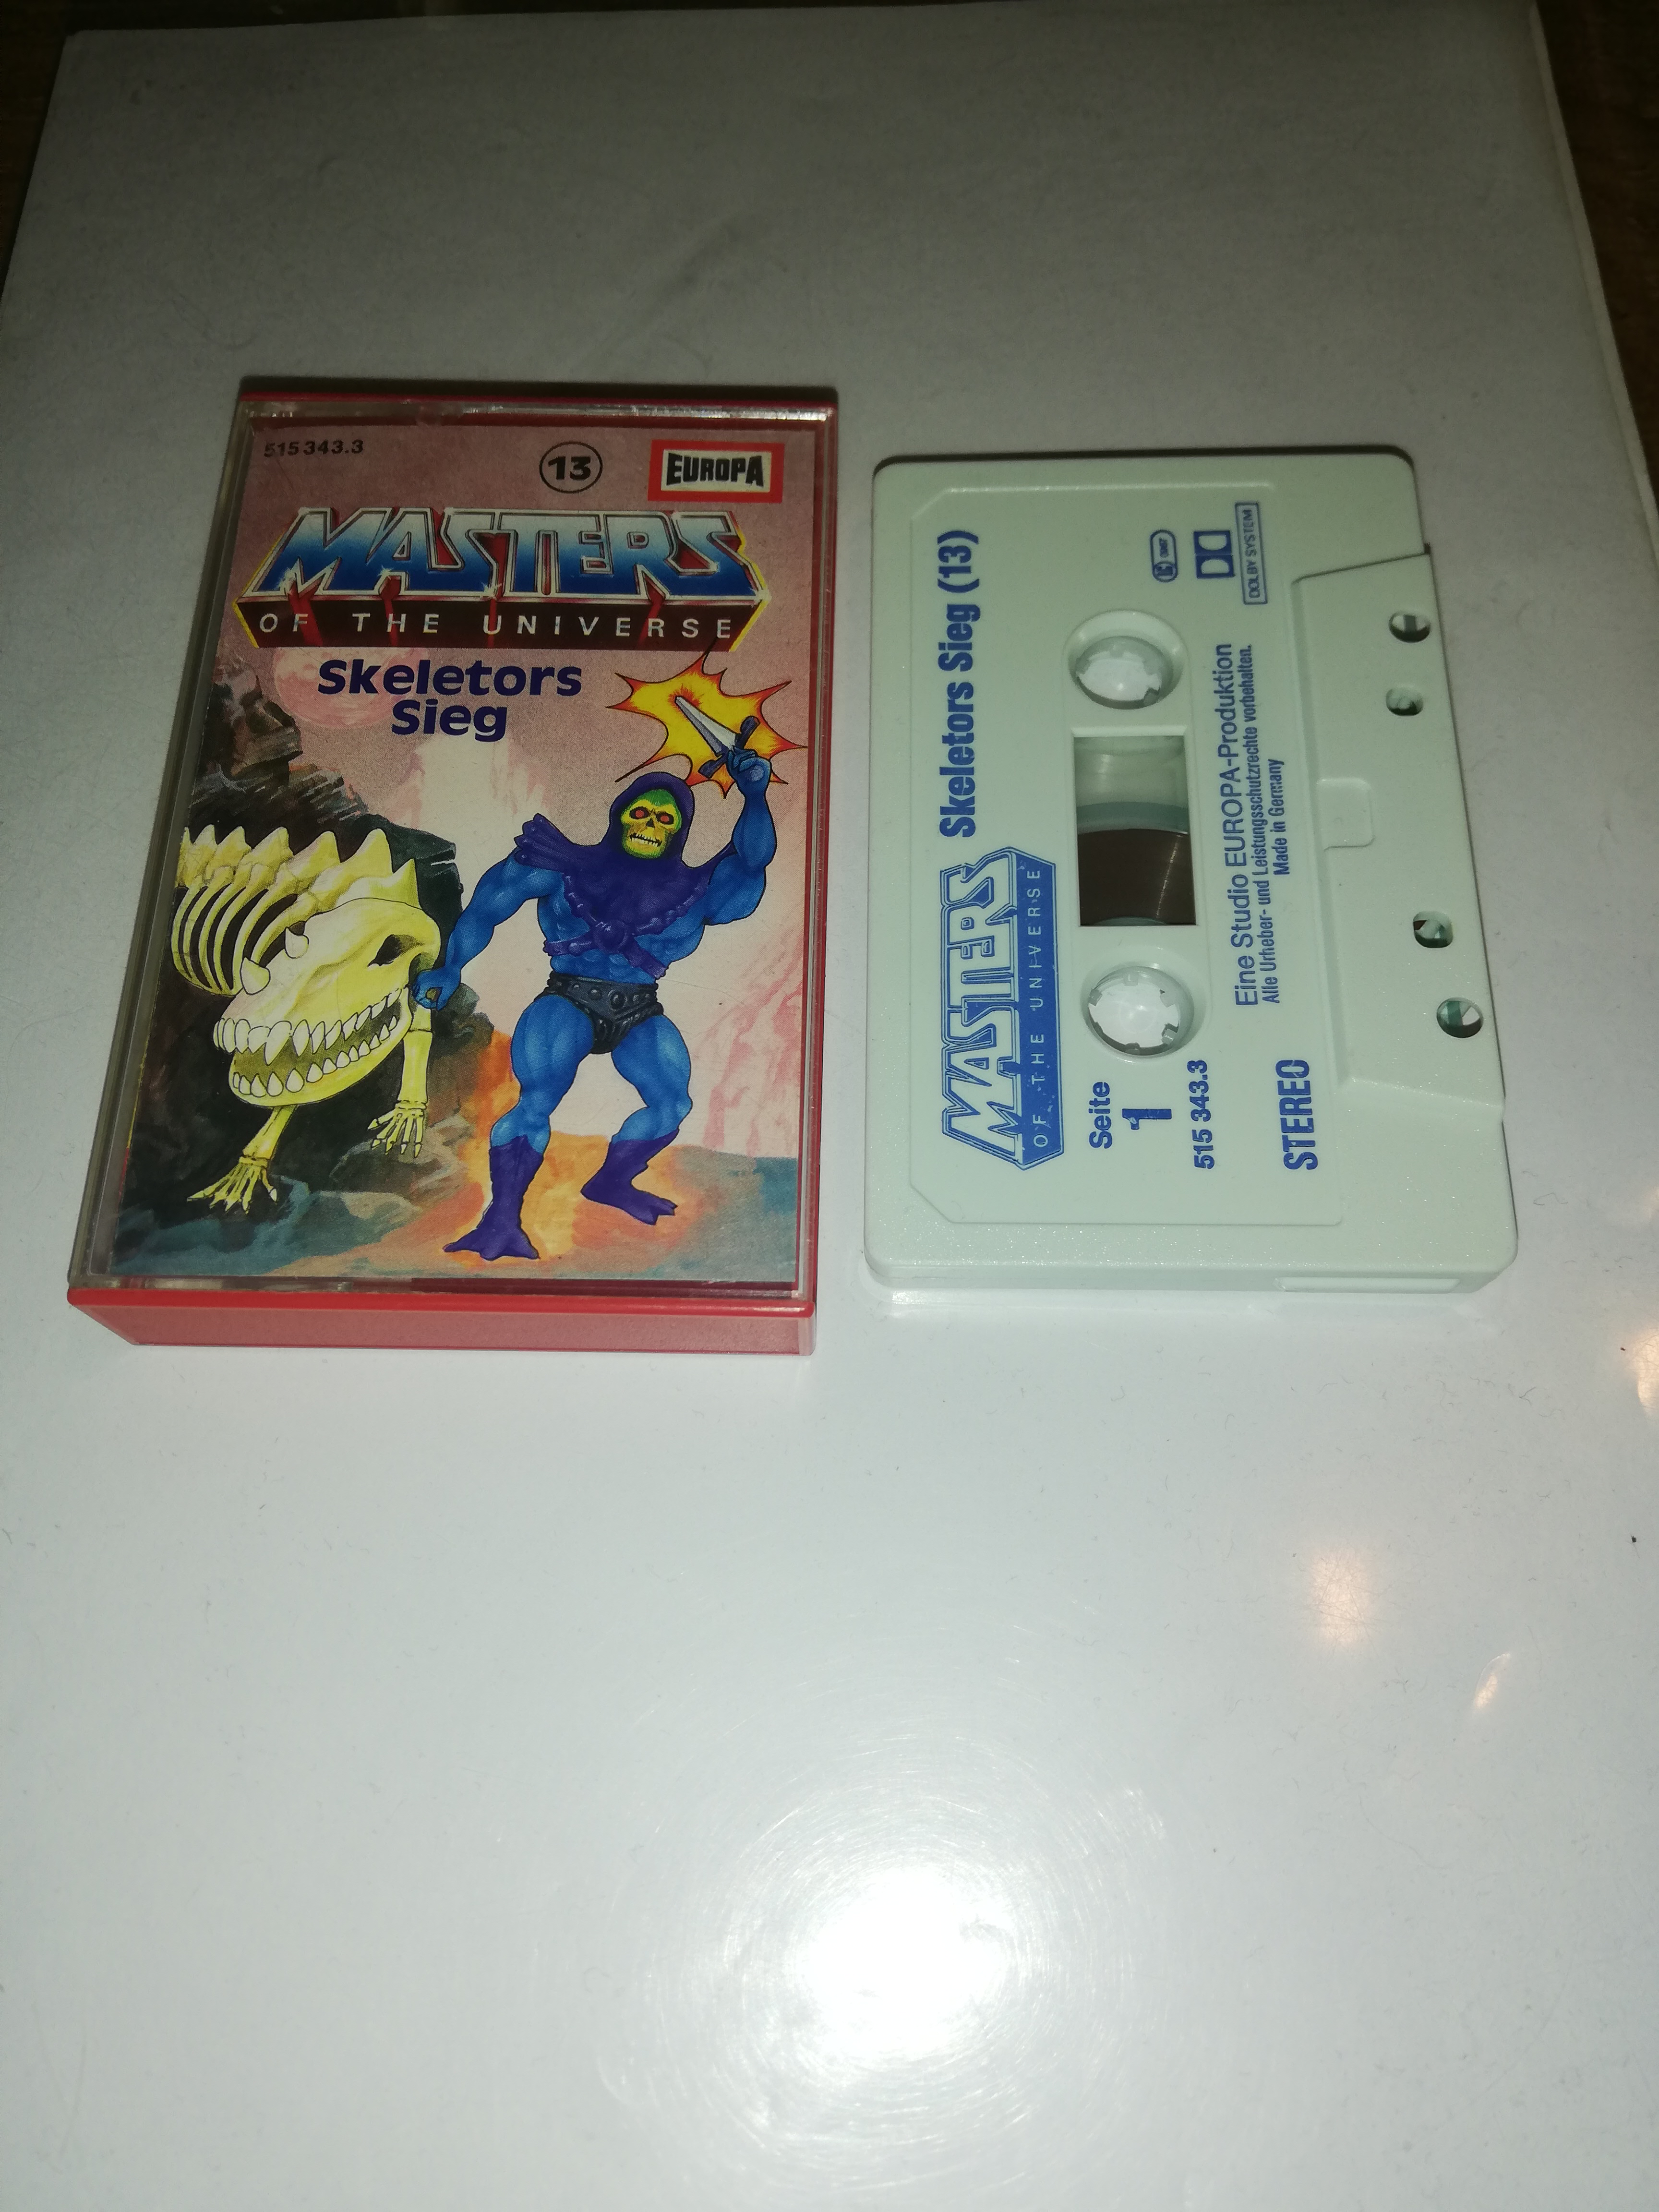 515 343.3
13
EUROPA
MASTERS
OF THE UNIVERSE
Skeletors
Sieg
MASTERS
OF THE UNIVERSE
Skeletors Sieg (13)
Seite
1
515 343.3
STEREO
DOLBY SYSTEM
Eine Studio EUROPA-Produktion
Alle Urheber- und Leistungsschutzrechte vorbehalten.
Made in Germany